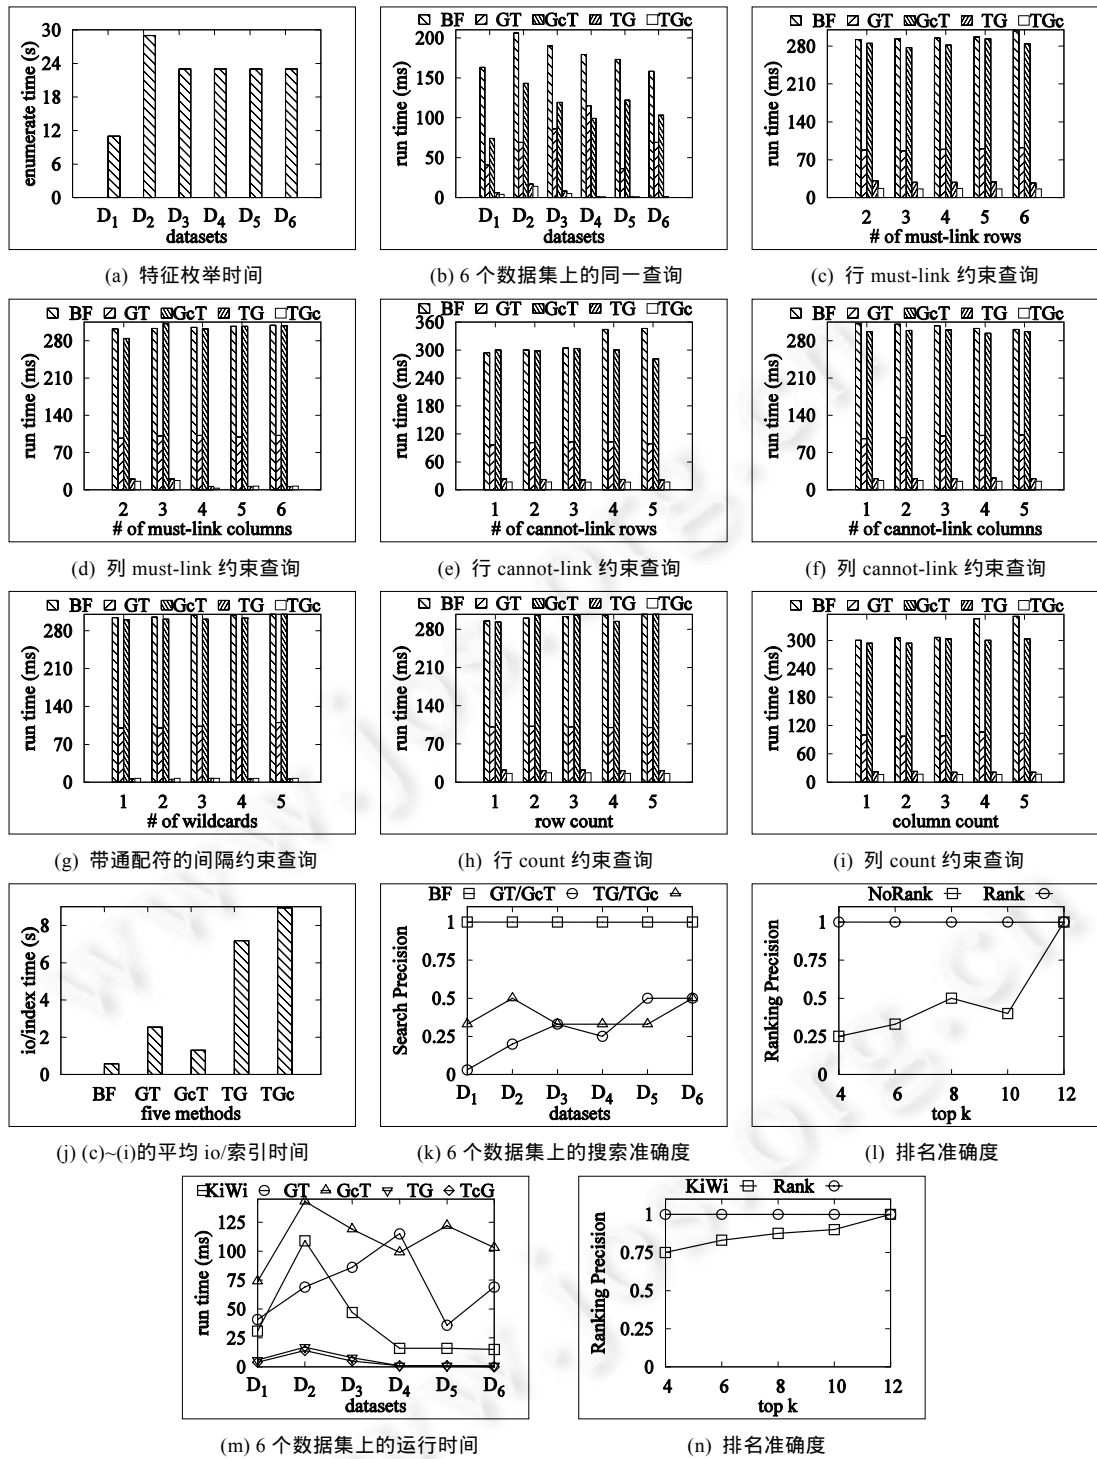 30
24
18
12
6
0
enumerate time (s)
D1 D2 D3 D4 D5 D6
datasets
(a) 特征枚举时间
BF GT GcT TG TGc
200
150
100
50
0
run time (ms)
D1 D2 D3 D4 D5 D6
datasets
(b) 6 个数据集上的同一查询
BF GT GcT TG TGc
280
210
140
70
0
run time (ms)
2 3 4 5 6
# of must-link rows
(c) 行 must-link 约束查询
BF GT GcT TG TGc
280
210
140
70
0
run time (ms)
2 3 4 5 6
# of must-link columns
(d) 列 must-link 约束查询
BF GT GcT TG TGc
360
300
240
180
120
60
0
run time (ms)
1 2 3 4 5
# of cannot-link rows
(e) 行 cannot-link 约束查询
BF GT GcT TG TGc
280
210
140
70
0
run time (ms)
1 2 3 4 5
# of cannot-link columns
(f) 列 cannot-link 约束查询
BF GT GcT TG TGc
280
210
140
70
0
run time (ms)
1 2 3 4 5
# of wildcards
(g) 带通配符的间隔约束查询
BF GT GcT TG TGc
280
210
140
70
0
run time (ms)
1 2 3 4 5
row count
(h) 行 count 约束查询
BF GT GcT TG TGc
300
240
180
120
60
0
run time (ms)
1 2 3 4 5
column count
(i) 列 count 约束查询
8
6
4
2
0
io/index time (s)
BF GT GcT TG TGc
five methods
(j) (c)~(i)的平均 io/索引时间
BF GT/GcT TG/TGc
1
0.75
0.5
0.25
0
Search Precision
D1 D2 D3 D4 D5 D6
datasets
(k) 6 个数据集上的搜索准确度
NoRank Rank
1
0.75
0.5
0.25
0
Ranking Precision
4 6 8 10 12
top k
(l) 排名准确度
KiWi GT GcT TG TcG
125
100
75
50
25
0
run time (ms)
D1 D2 D3 D4 D5 D6
datasets
(m) 6 个数据集上的运行时间
KiWi Rank
1
0.75
0.5
0.25
0
Ranking Precision
4 6 8 10 12
top k
(n) 排名准确度
www.jos.org.cn
www.jos.org.cn